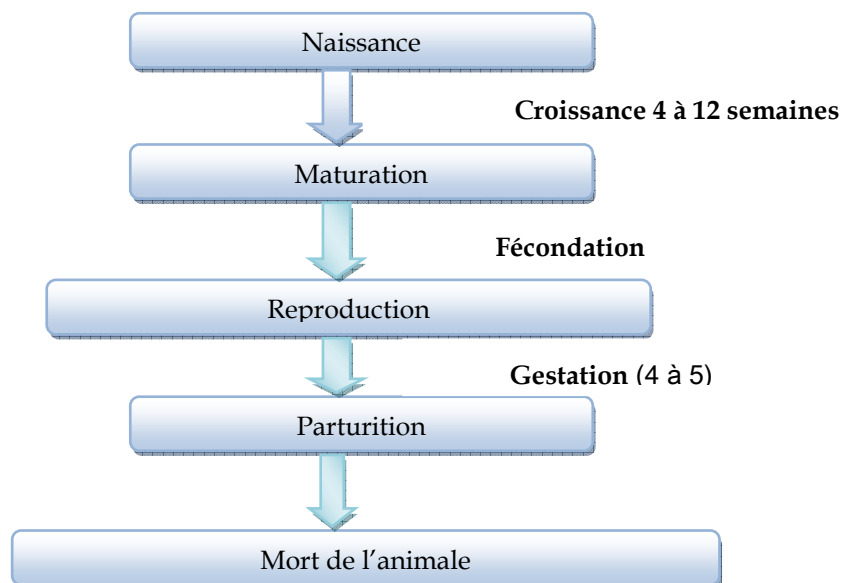 Naissance
Croissance 4 à 12 semaines
Maturation
Fécondation
Reproduction
Gestation (4 à 5)
Parturition
Mort de l’animale